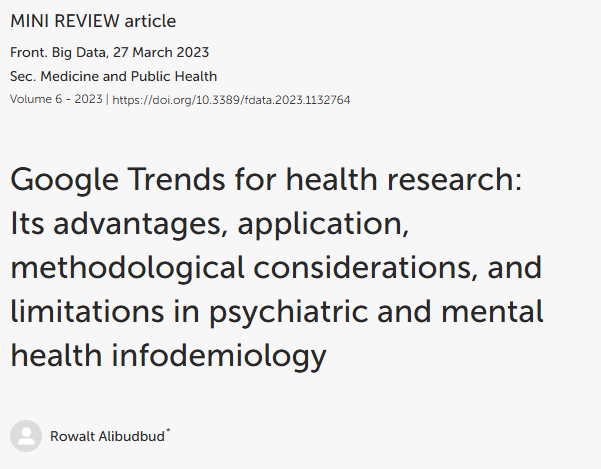 MINI REVIEW article
Front. Big Data, 27 March 2023
Sec. Medicine and Public Health
Volume 6 - 2023 | https://doi.org/10.3389/fdata.2023.1132764
Google Trends for health research:
Its advantages, application,
methodological considerations, and
limitations in psychiatric and mental
health infodemiology
Rowalt Alibudbud*